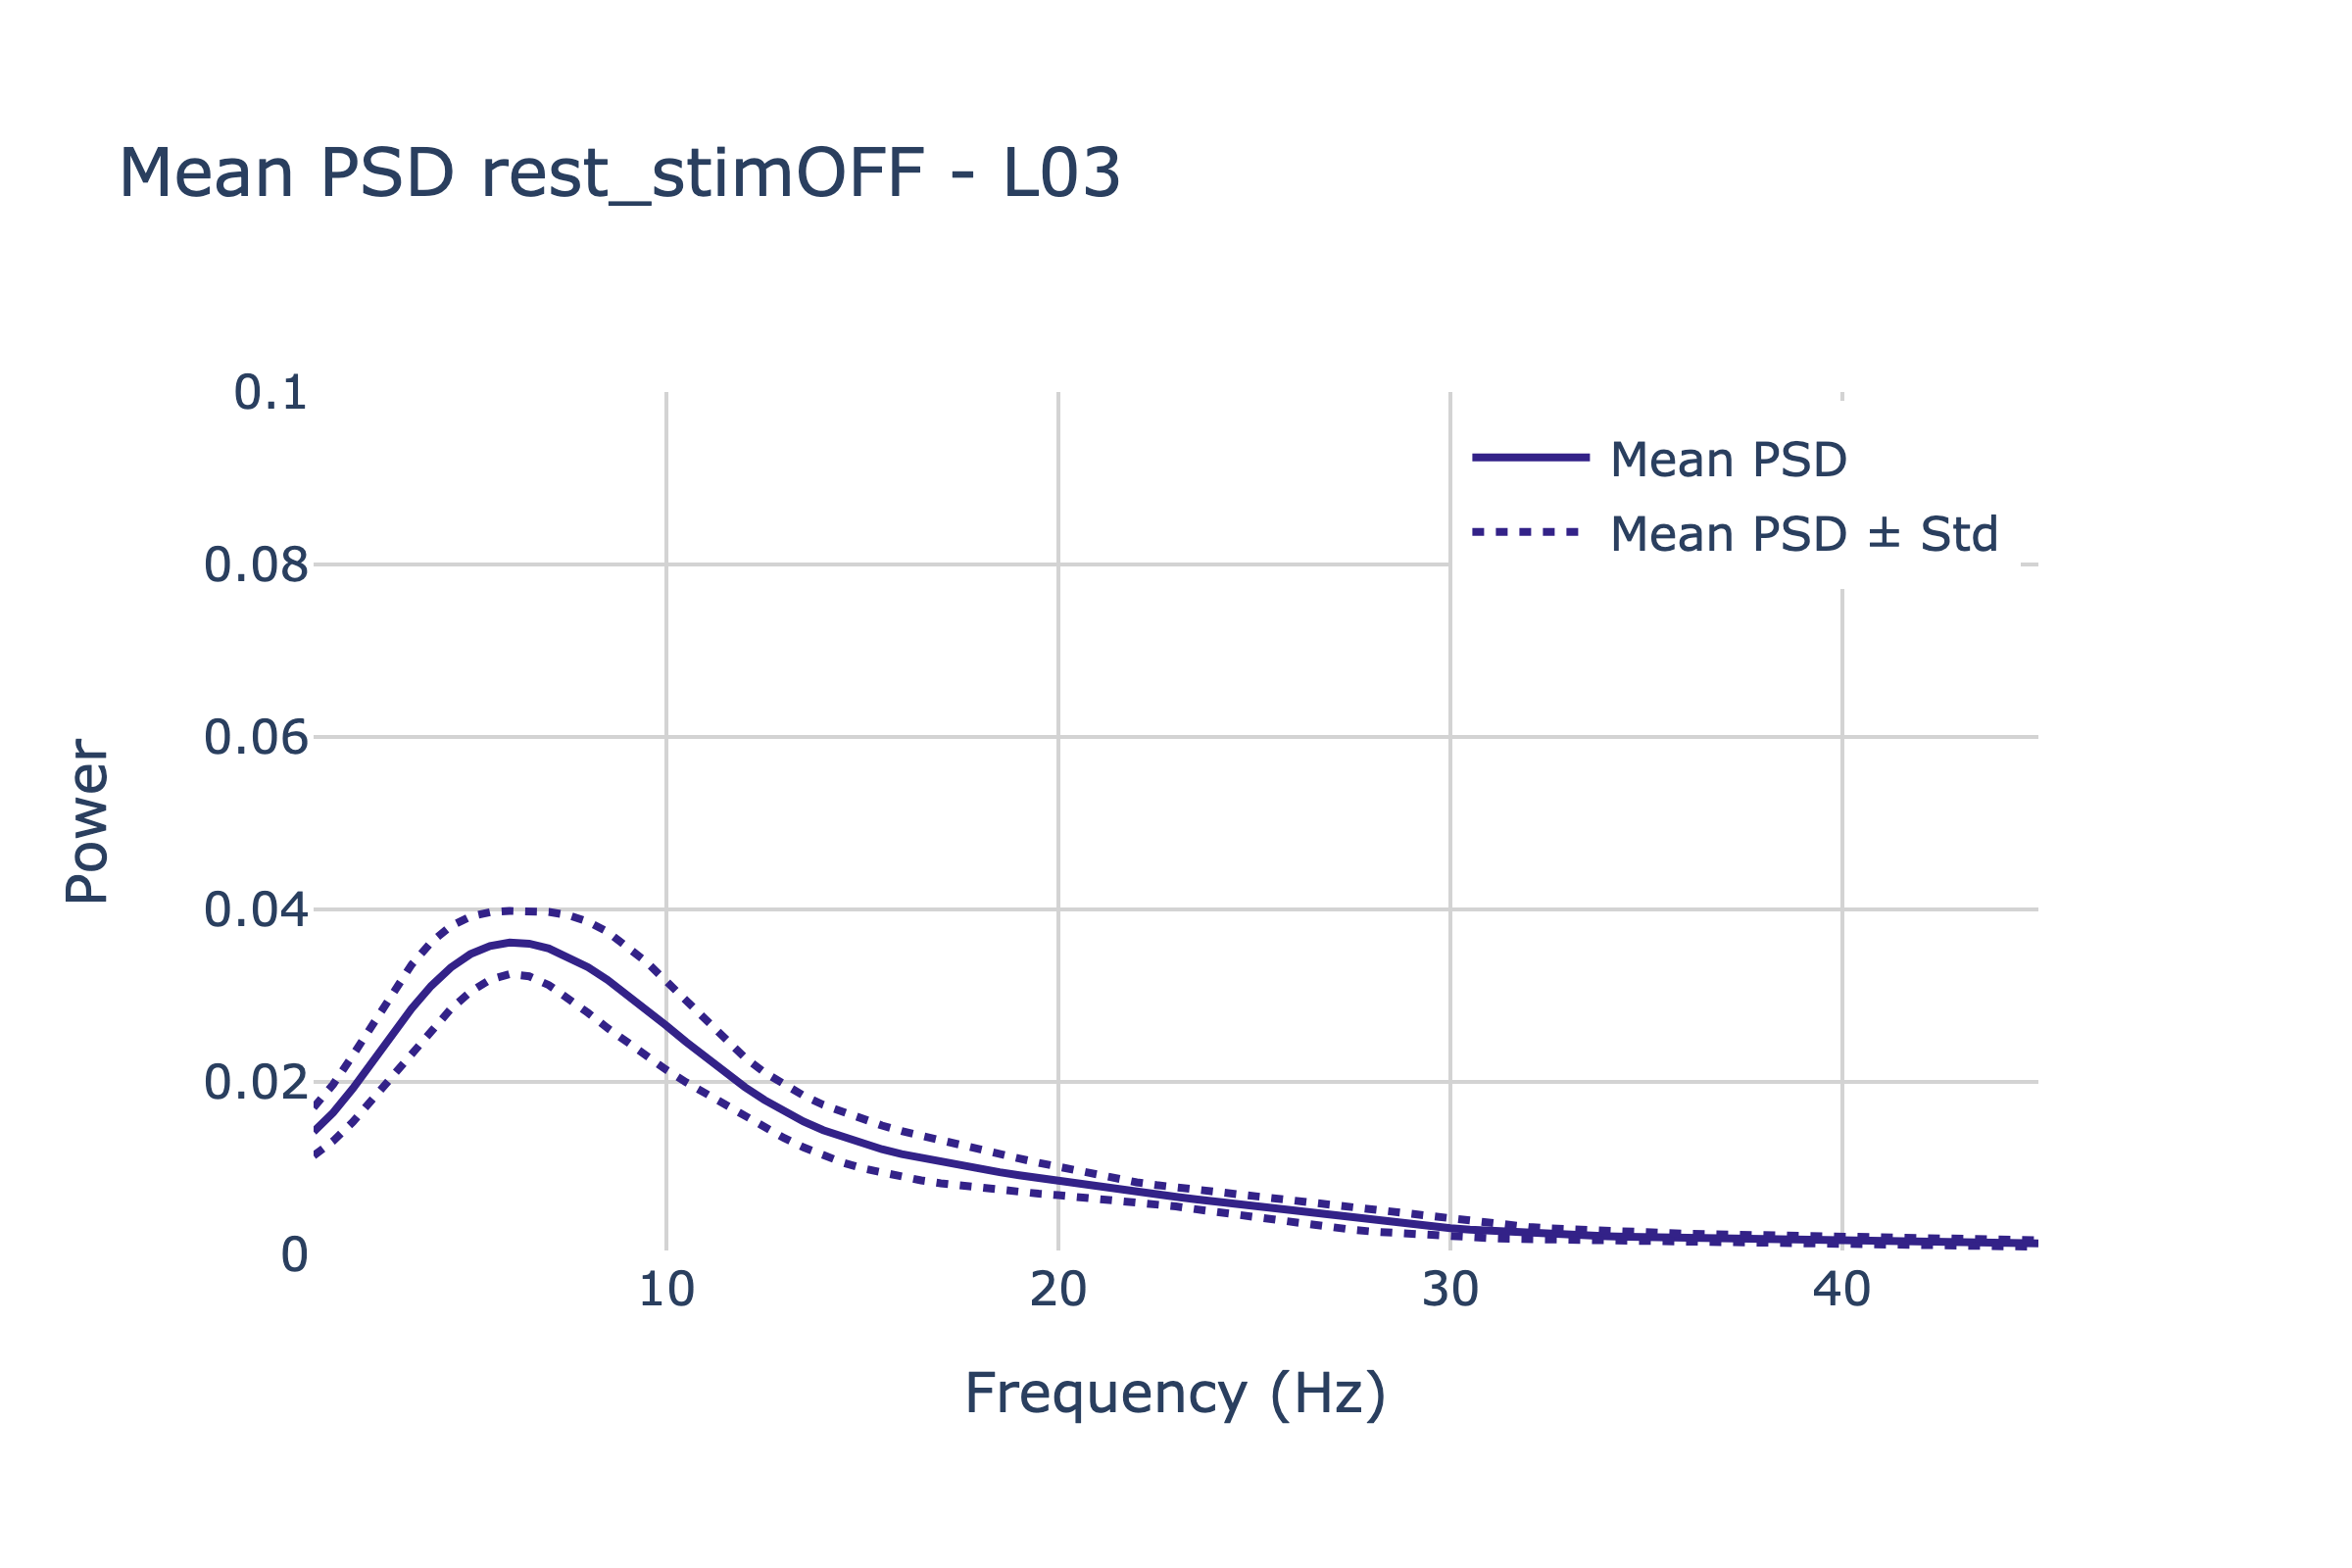 Mean PSD rest_stimOFF - L03
0.1
Mean PSD
Mean PSD ± Std
0.08
0.06
0.04
0.02
0
Power
10 20 30 40
Frequency (Hz)